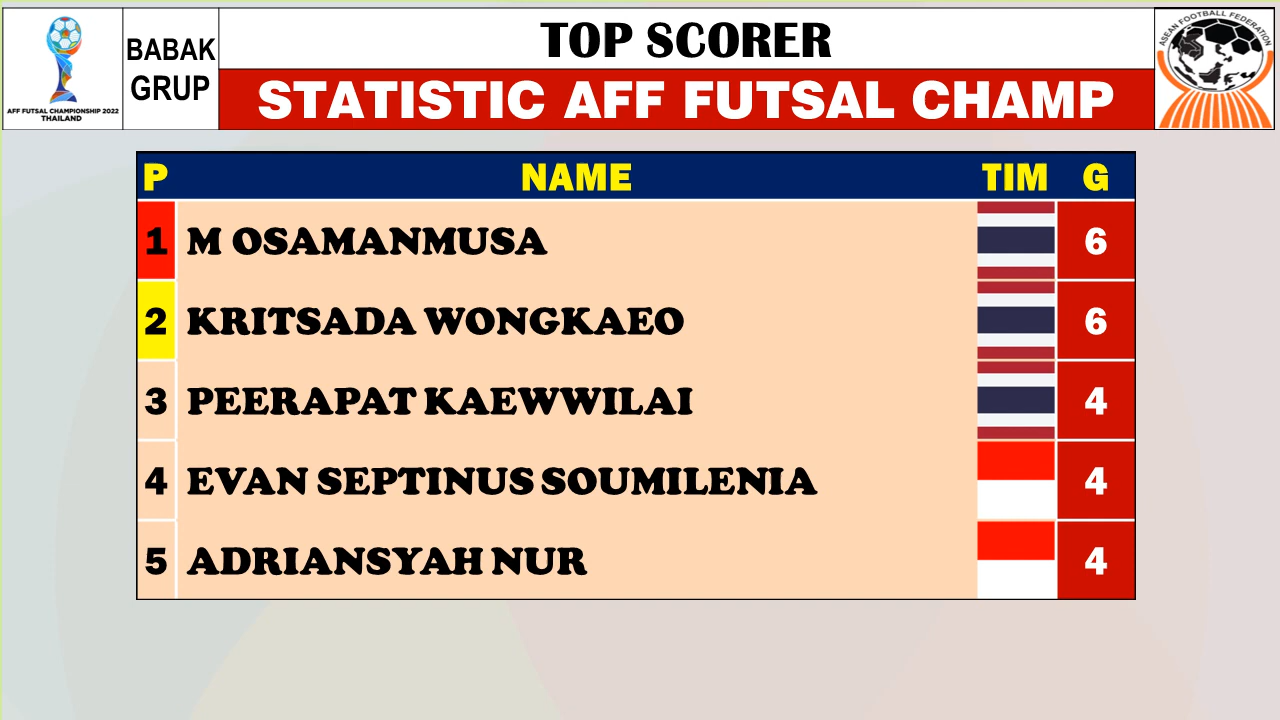 AFF FUTSAL CHAMPIONSHIP 2022
THAILAND
BABAK
GRUP
TOP SCORER
STATISTIC AFF FUTSAL CHAMP
ASEAN FOOTBALL FEDERATION
P NAME TIM G
1 M OSAMANMUSA 6
2 KRITSADA WONGKAEO 6
3 PEERAPAT KAEWWILAI 4
4 EVAN SEPTINUS SOUMILENIA 4
5 ADRIANSYAH NUR 4